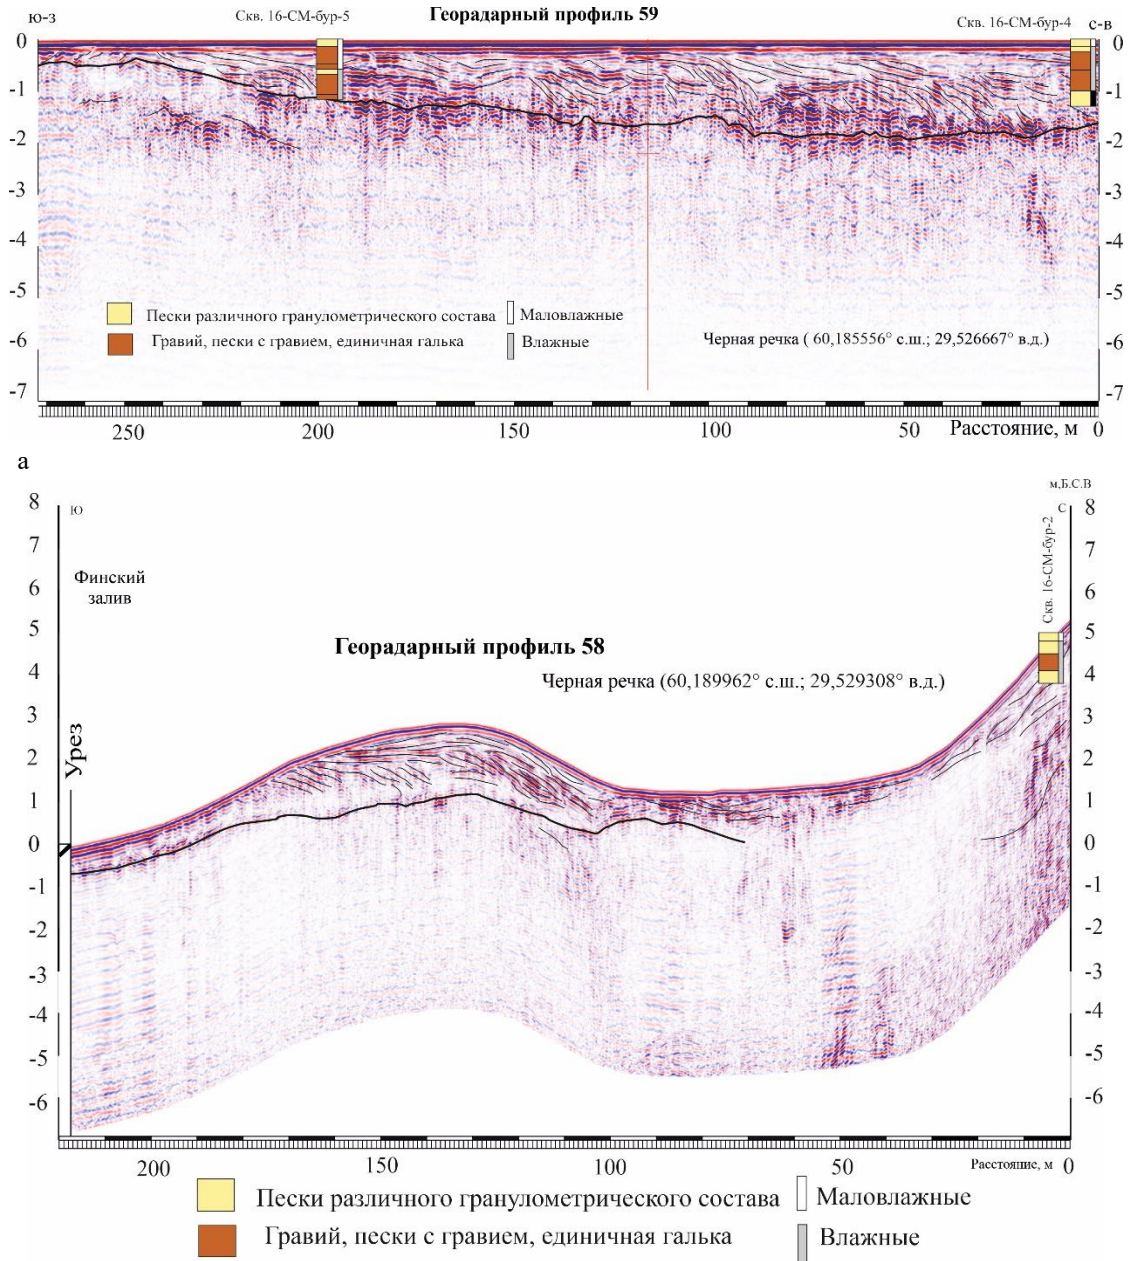 ю-з
Скв. 16-СМ-бур-5
Георадарный профиль 59
Скв. 16-СМ-бур-4
с-в
0
-1
-2
-3
-4
-5
-6
-7
0
-1
-2
-3
-4
-5
-6
-7
Пески различного гранулометрического состава
Маловлажные
Гравий, пески с гравием, единичная галька
Влажные
Черная речка ( 60,185556° с.ш.; 29,526667° в.д.)
250
200
150
100
50
Расстояние, м
0
а
м,Б.С.В
8
7
6
5
4
3
2
1
0
-1
-2
-3
-4
-5
-6
Ю
Финский
залив
Урез
Георадарный профиль 58
Черная речка (60,189962° с.ш.; 29,529308° в.д.)
Скв. 16-СМ-бур-2
С
8
7
6
5
4
3
2
1
0
-1
-2
-3
-4
-5
-6
200
150
100
50
Расстояние, м
0
Пески различного гранулометрического состава
Маловлажные
Гравий, пески с гравием, единичная галька
Влажные